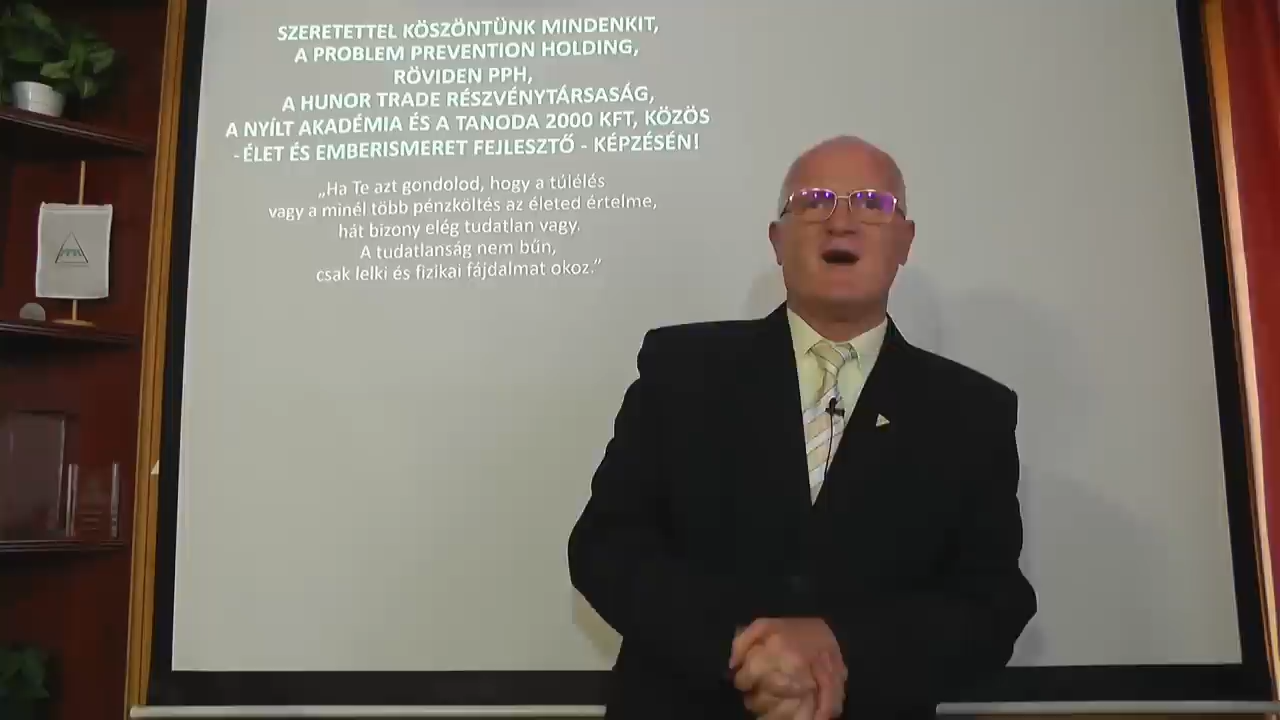 SZERETETTEL KÖSZÖNTÜNK MINDENKIT,
A PROBLEM PREVENTION HOLDING,
RÖVIDEN PPH,
A HUNOR TRADE RÉSZVÉNYTÁRSASÁG,
A NYÍLT AKADÉMIA ÉS A TANODA 2000 KFT, KÖZÖS
- ÉLET ÉS EMBERISMERET FEJLESZTŐ - KÉPZÉSÉN!
„Ha Te azt gondolod, hogy a túlélés
vagy a minél több pénzköltés az életed értelme,
hát bizony elég tudatlan vagy.
A tudatlanság nem bűn,
csak lelki és fizikai fájdalmat okoz.”